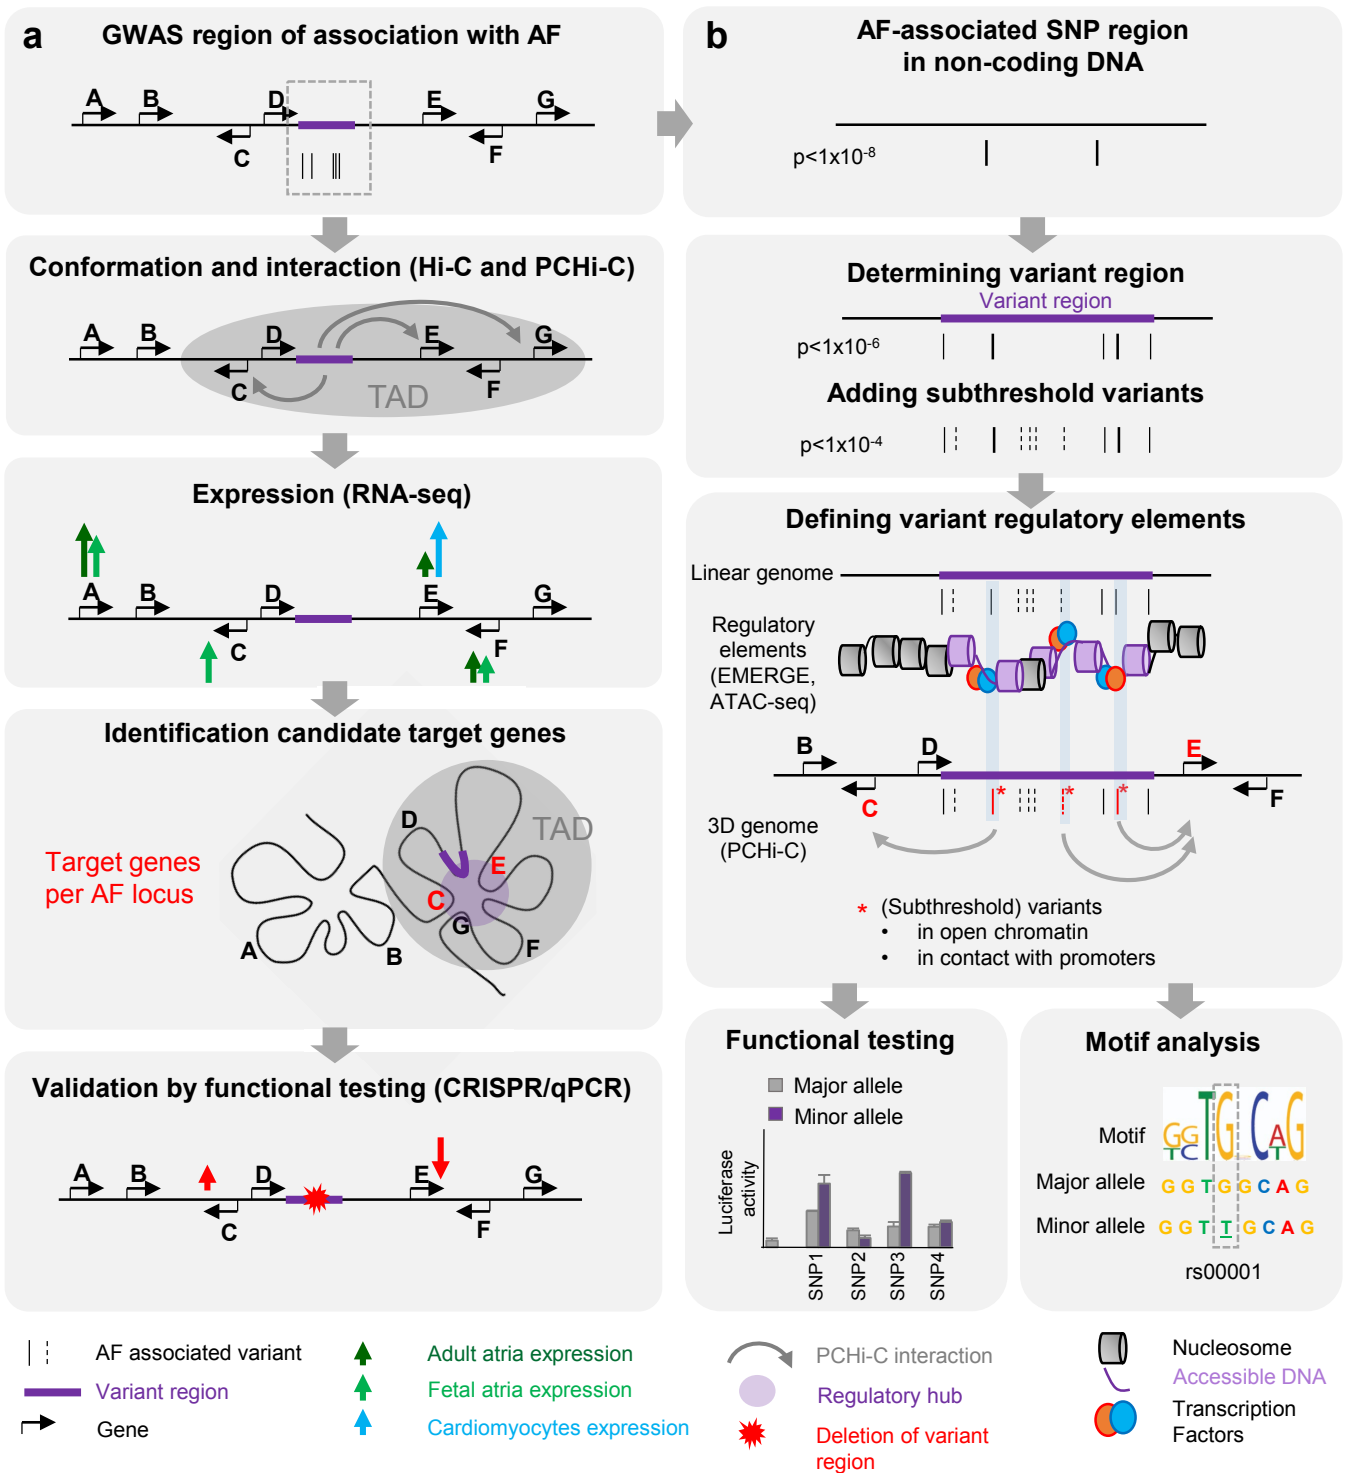 a
GWAS region of association with AF
A
B
D
E
G
C
F
Conformation and interaction (Hi-C and PCHi-C)
A
B
D
E
G
C
F
TAD
Expression (RNA-seq)
A
B
D
E
G
C
F
Identification candidate target genes
Target genes
per AF locus
D
TAD
E
C
G
A
B
F
Validation by functional testing (CRISPR/qPCR)
A
B
D
E
G
C
F
b
AF-associated SNP region
in non-coding DNA
p<1x10-8
Determining variant region
Variant region
p<1x10-6
Adding subthreshold variants
p<1x10-4
Defining variant regulatory elements
Linear genome
Regulatory
elements
(EMERGE,
ATAC-seq)
B
D
E
C
F
* * *
3D genome
(PCHi-C)
* (Subthreshold) variants
• in open chromatin
• in contact with promoters
Functional testing
Major allele
Minor allele
Luciferase
activity
SNP1
SNP2
SNP3
SNP4
Motif analysis
Motif
Major allele G G T G G C A G
Minor allele G G T T G C A G
rs00001
AF associated variant
Variant region
Gene
Adult atria expression
Fetal atria expression
Cardiomyocytes expression
PCHi-C interaction
Regulatory hub
Deletion of variant
region
Nucleosome
Accessible DNA
Transcription
Factors